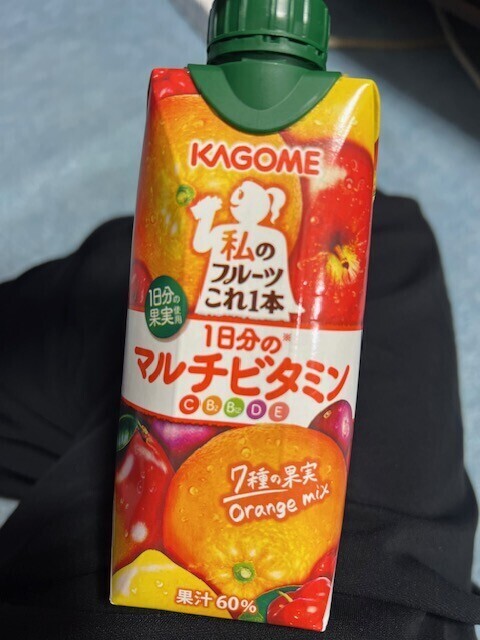 KAGOME
私の
フルーツ
これ1本
1日分の
果実使用
1日分の※
マルチビタミン
C B2 B12 D E
7種の果実
Orange mix
果汁60%